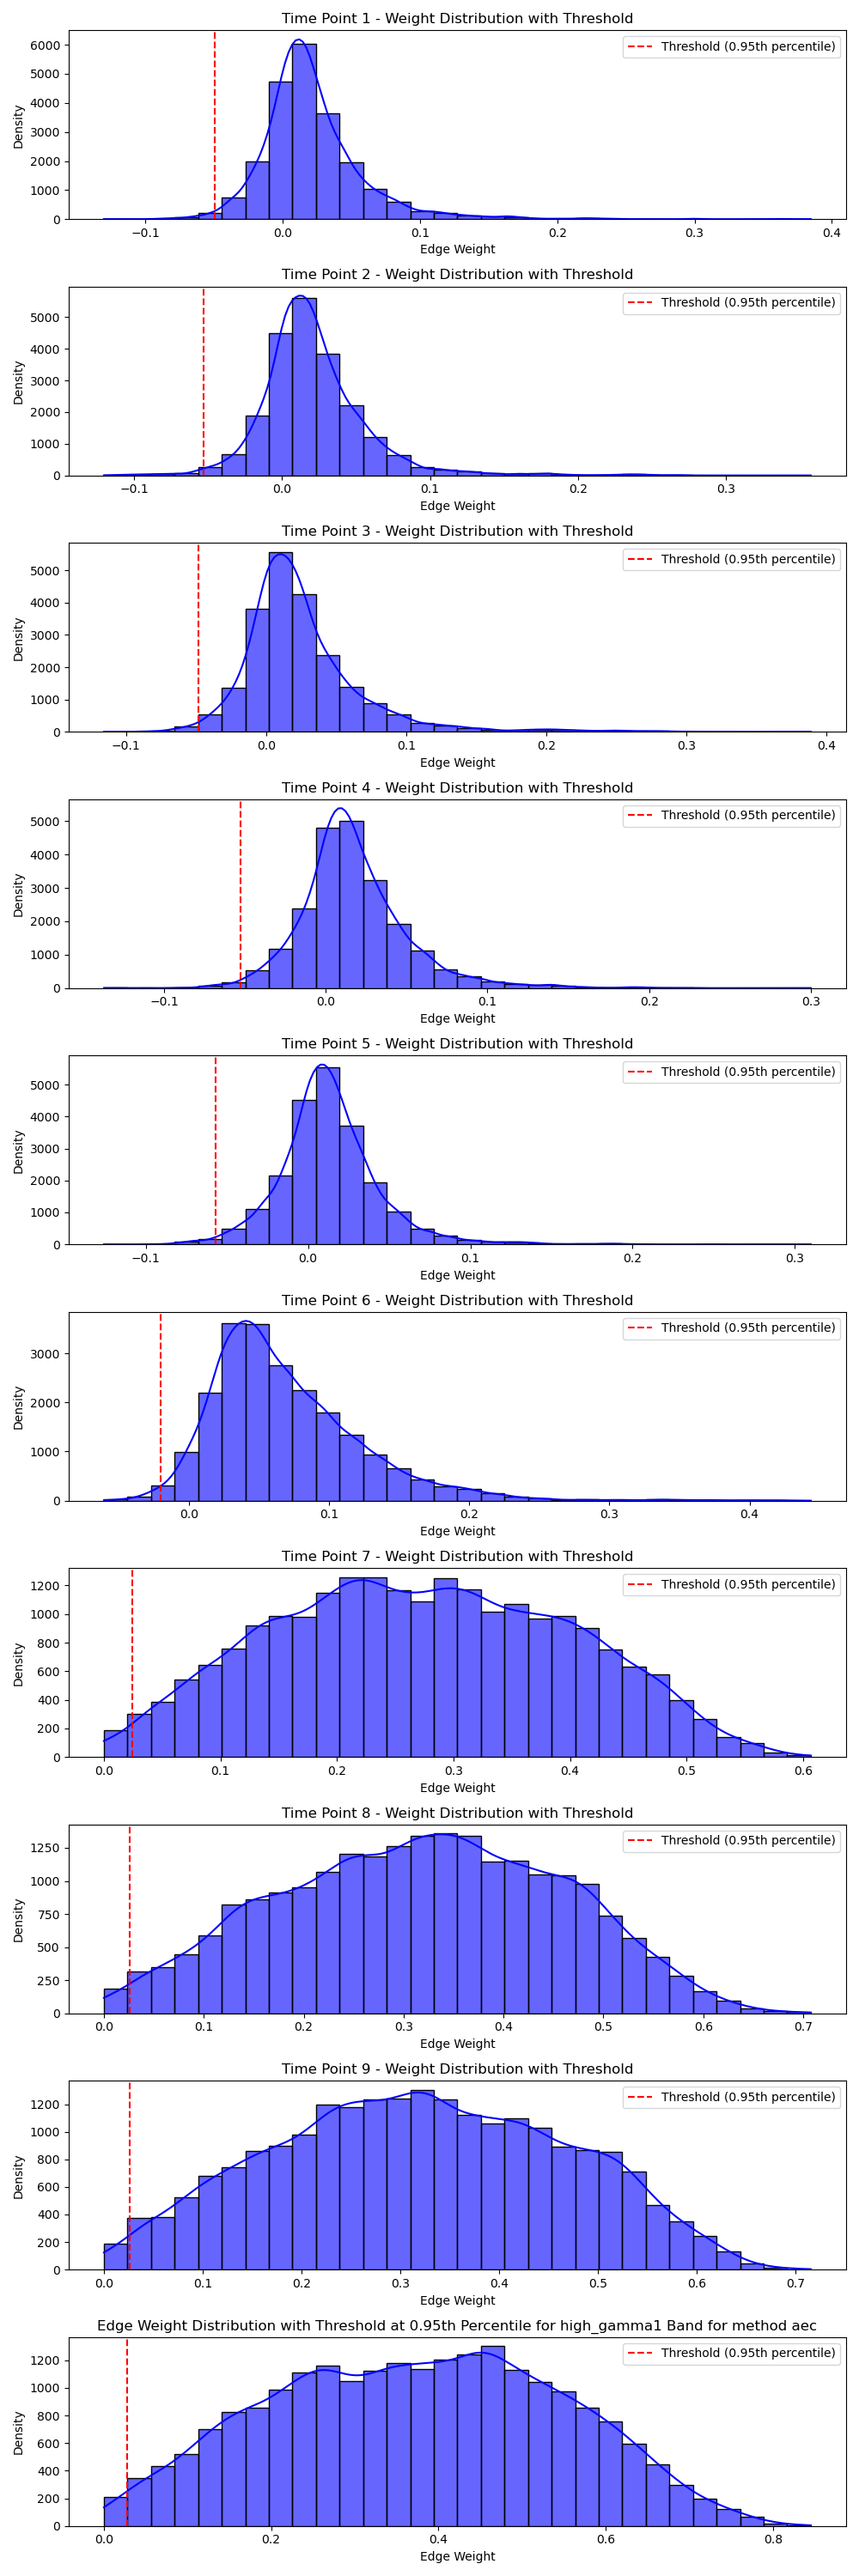 Time Point 1 - Weight Distribution with Threshold
Threshold (0.95th percentile)
Density
6000
5000
4000
3000
2000
1000
0
−0.1 0.0 0.1 0.2 0.3 0.4
Edge Weight
Time Point 2 - Weight Distribution with Threshold
Threshold (0.95th percentile)
Density
5000
4000
3000
2000
1000
0
−0.1 0.0 0.1 0.2 0.3
Edge Weight
Time Point 3 - Weight Distribution with Threshold
Threshold (0.95th percentile)
Density
5000
4000
3000
2000
1000
0
−0.1 0.0 0.1 0.2 0.3 0.4
Edge Weight
Time Point 4 - Weight Distribution with Threshold
Threshold (0.95th percentile)
Density
5000
4000
3000
2000
1000
0
−0.1 0.0 0.1 0.2 0.3
Edge Weight
Time Point 5 - Weight Distribution with Threshold
Threshold (0.95th percentile)
Density
5000
4000
3000
2000
1000
0
−0.1 0.0 0.1 0.2 0.3
Edge Weight
Time Point 6 - Weight Distribution with Threshold
Threshold (0.95th percentile)
Density
3000
2000
1000
0
0.0 0.1 0.2 0.3 0.4
Edge Weight
Time Point 7 - Weight Distribution with Threshold
Threshold (0.95th percentile)
Density
1200
1000
800
600
400
200
0
0.0 0.1 0.2 0.3 0.4 0.5 0.6
Edge Weight
Time Point 8 - Weight Distribution with Threshold
Threshold (0.95th percentile)
Density
1250
1000
750
500
250
0
0.0 0.1 0.2 0.3 0.4 0.5 0.6 0.7
Edge Weight
Time Point 9 - Weight Distribution with Threshold
Threshold (0.95th percentile)
Density
1200
1000
800
600
400
200
0
0.0 0.1 0.2 0.3 0.4 0.5 0.6 0.7
Edge Weight
Edge Weight Distribution with Threshold at 0.95th Percentile for high_gamma1 Band for method aec
Threshold (0.95th percentile)
Density
1200
1000
800
600
400
200
0
0.0 0.2 0.4 0.6 0.8
Edge Weight